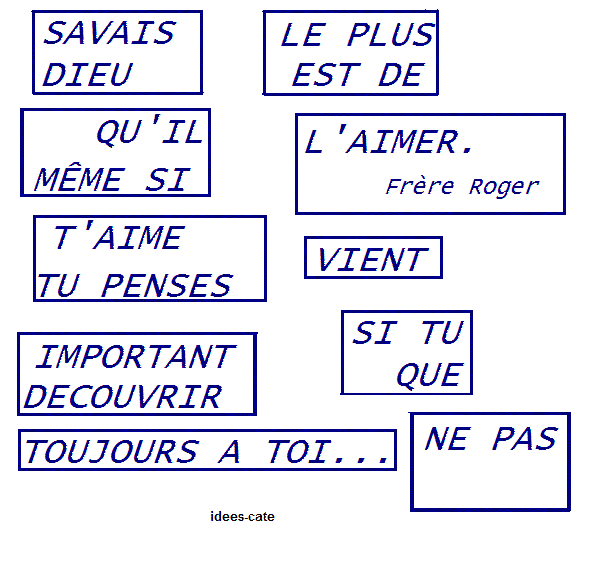 SAVAIS
DIEU
LE PLUS
EST DE
QU'IL
MÊME SI
L'AIMER.
Frère Roger
T'AIME
TU PENSES
VIENT
SI TU
QUE
IMPORTANT
DECOUVRIR
TOUJOURS A TOI...
NE PAS
idees-cate